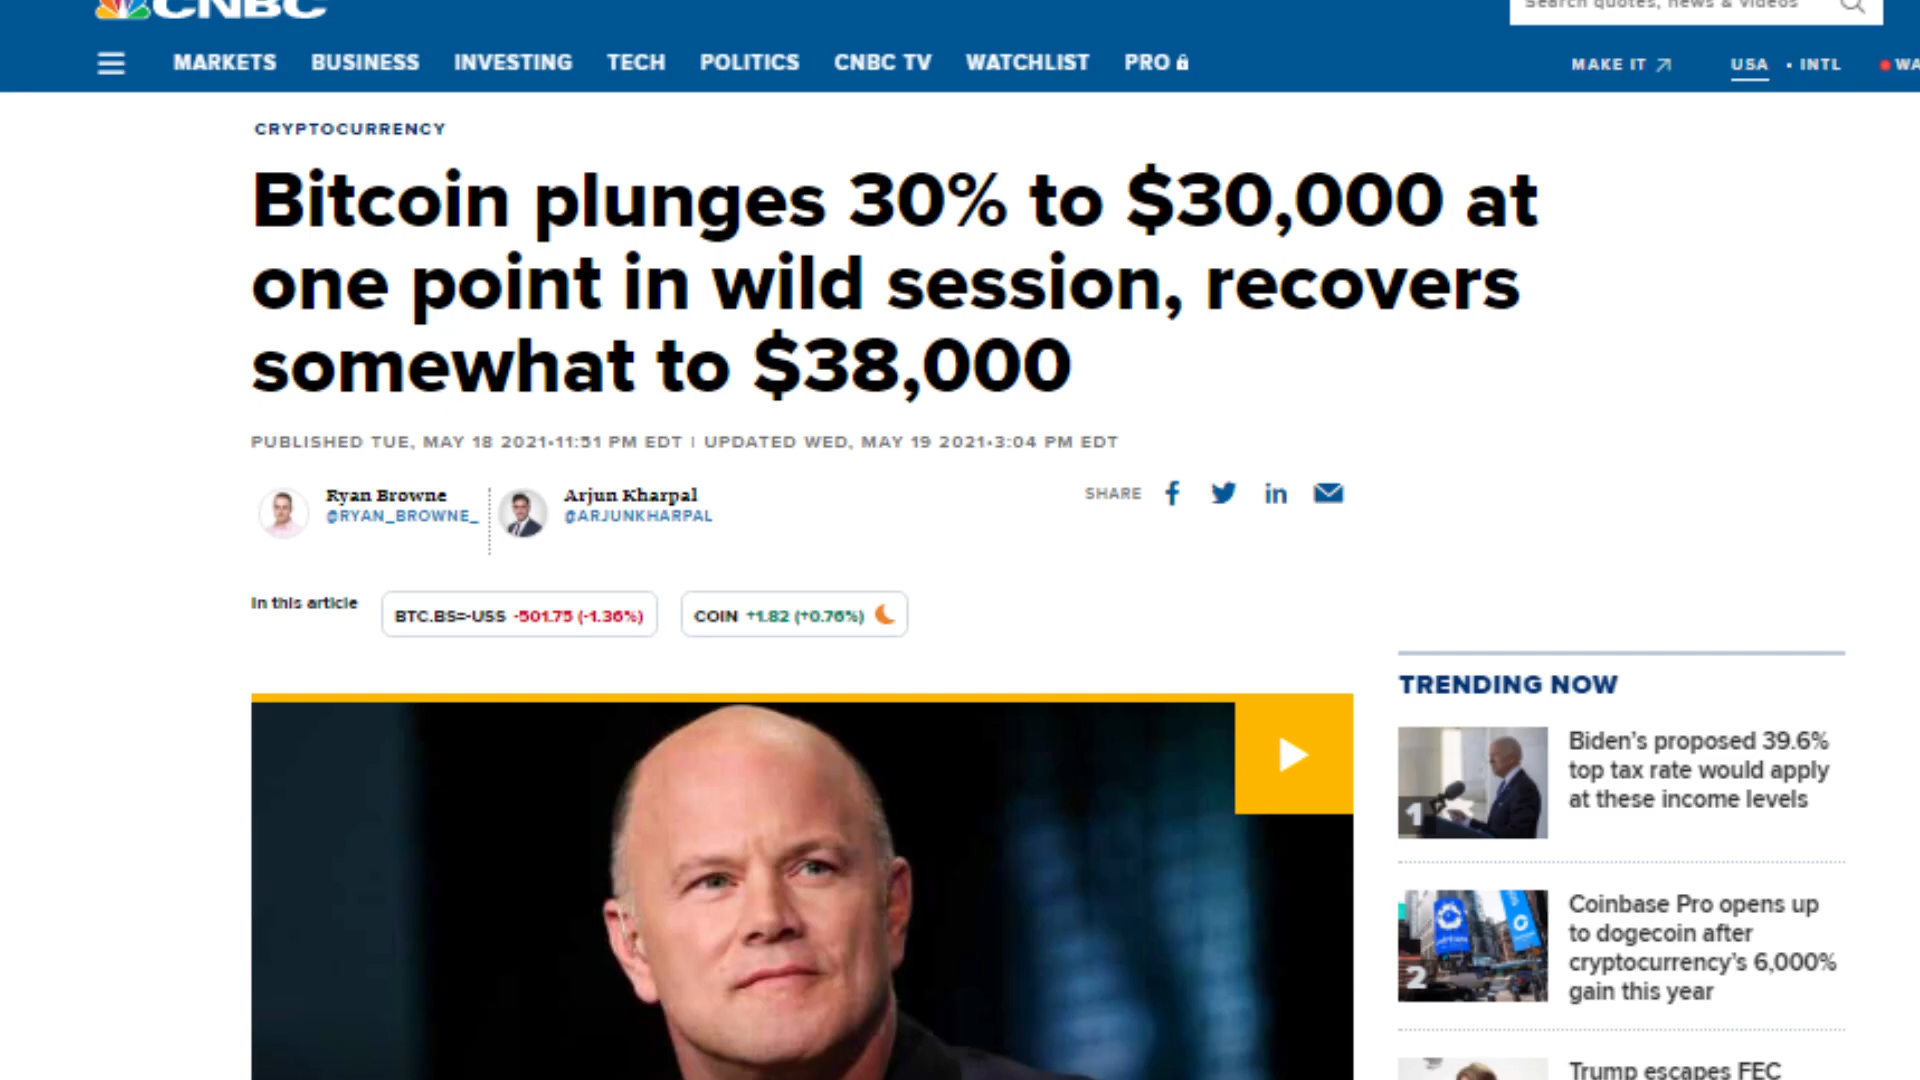 CNBC
Search quotes, news & videos
MARKETS BUSINESS INVESTING TECH POLITICS CNBC TV WATCHLIST PRO
MAKE IT USA • INTL WA
CRYPTOCURRENCY
Bitcoin plunges 30% to $30,000 at
one point in wild session, recovers
somewhat to $38,000
PUBLISHED TUE, MAY 18 2021•11:51 PM EDT | UPDATED WED, MAY 19 2021•3:04 PM EDT
Ryan Browne
@RYAN_BROWNE_
Arjun Kharpal
@ARJUNKHARPAL
SHARE
In this article
BTC.BS=-USS -501.75 (-1.36%)
COIN +1.82 (+0.76%)
TRENDING NOW
1
Biden's proposed 39.6%
top tax rate would apply
at these income levels
2
Coinbase Pro opens up
to dogecoin after
cryptocurrency's 6,000%
gain this year
Trump escapes FEC